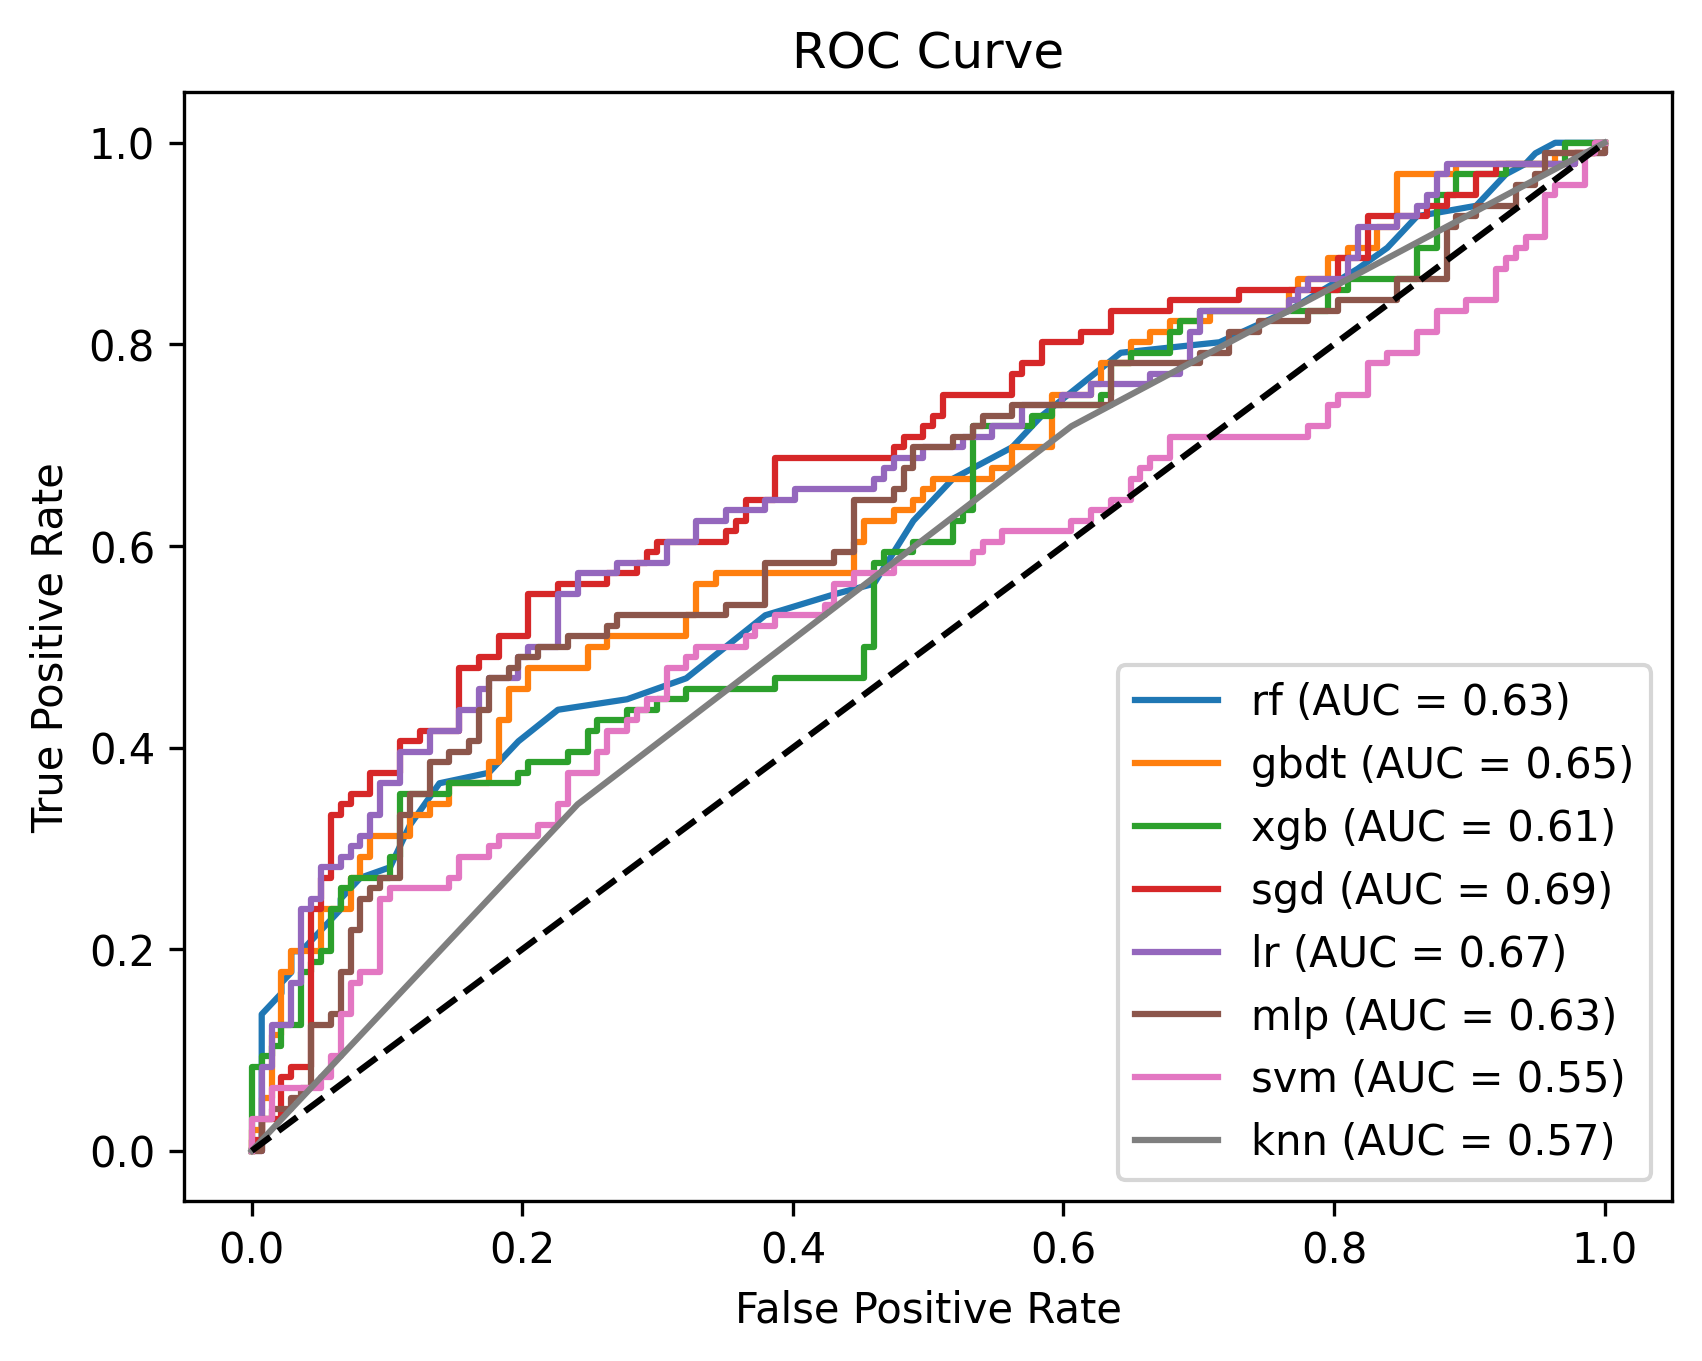 ROC Curve
True Positive Rate
1.0
0.8
0.6
0.4
0.2
0.0
rf (AUC = 0.63)
gbdt (AUC = 0.65)
xgb (AUC = 0.61)
sgd (AUC = 0.69)
lr (AUC = 0.67)
mlp (AUC = 0.63)
svm (AUC = 0.55)
knn (AUC = 0.57)
0.0 0.2 0.4 0.6 0.8 1.0
False Positive Rate